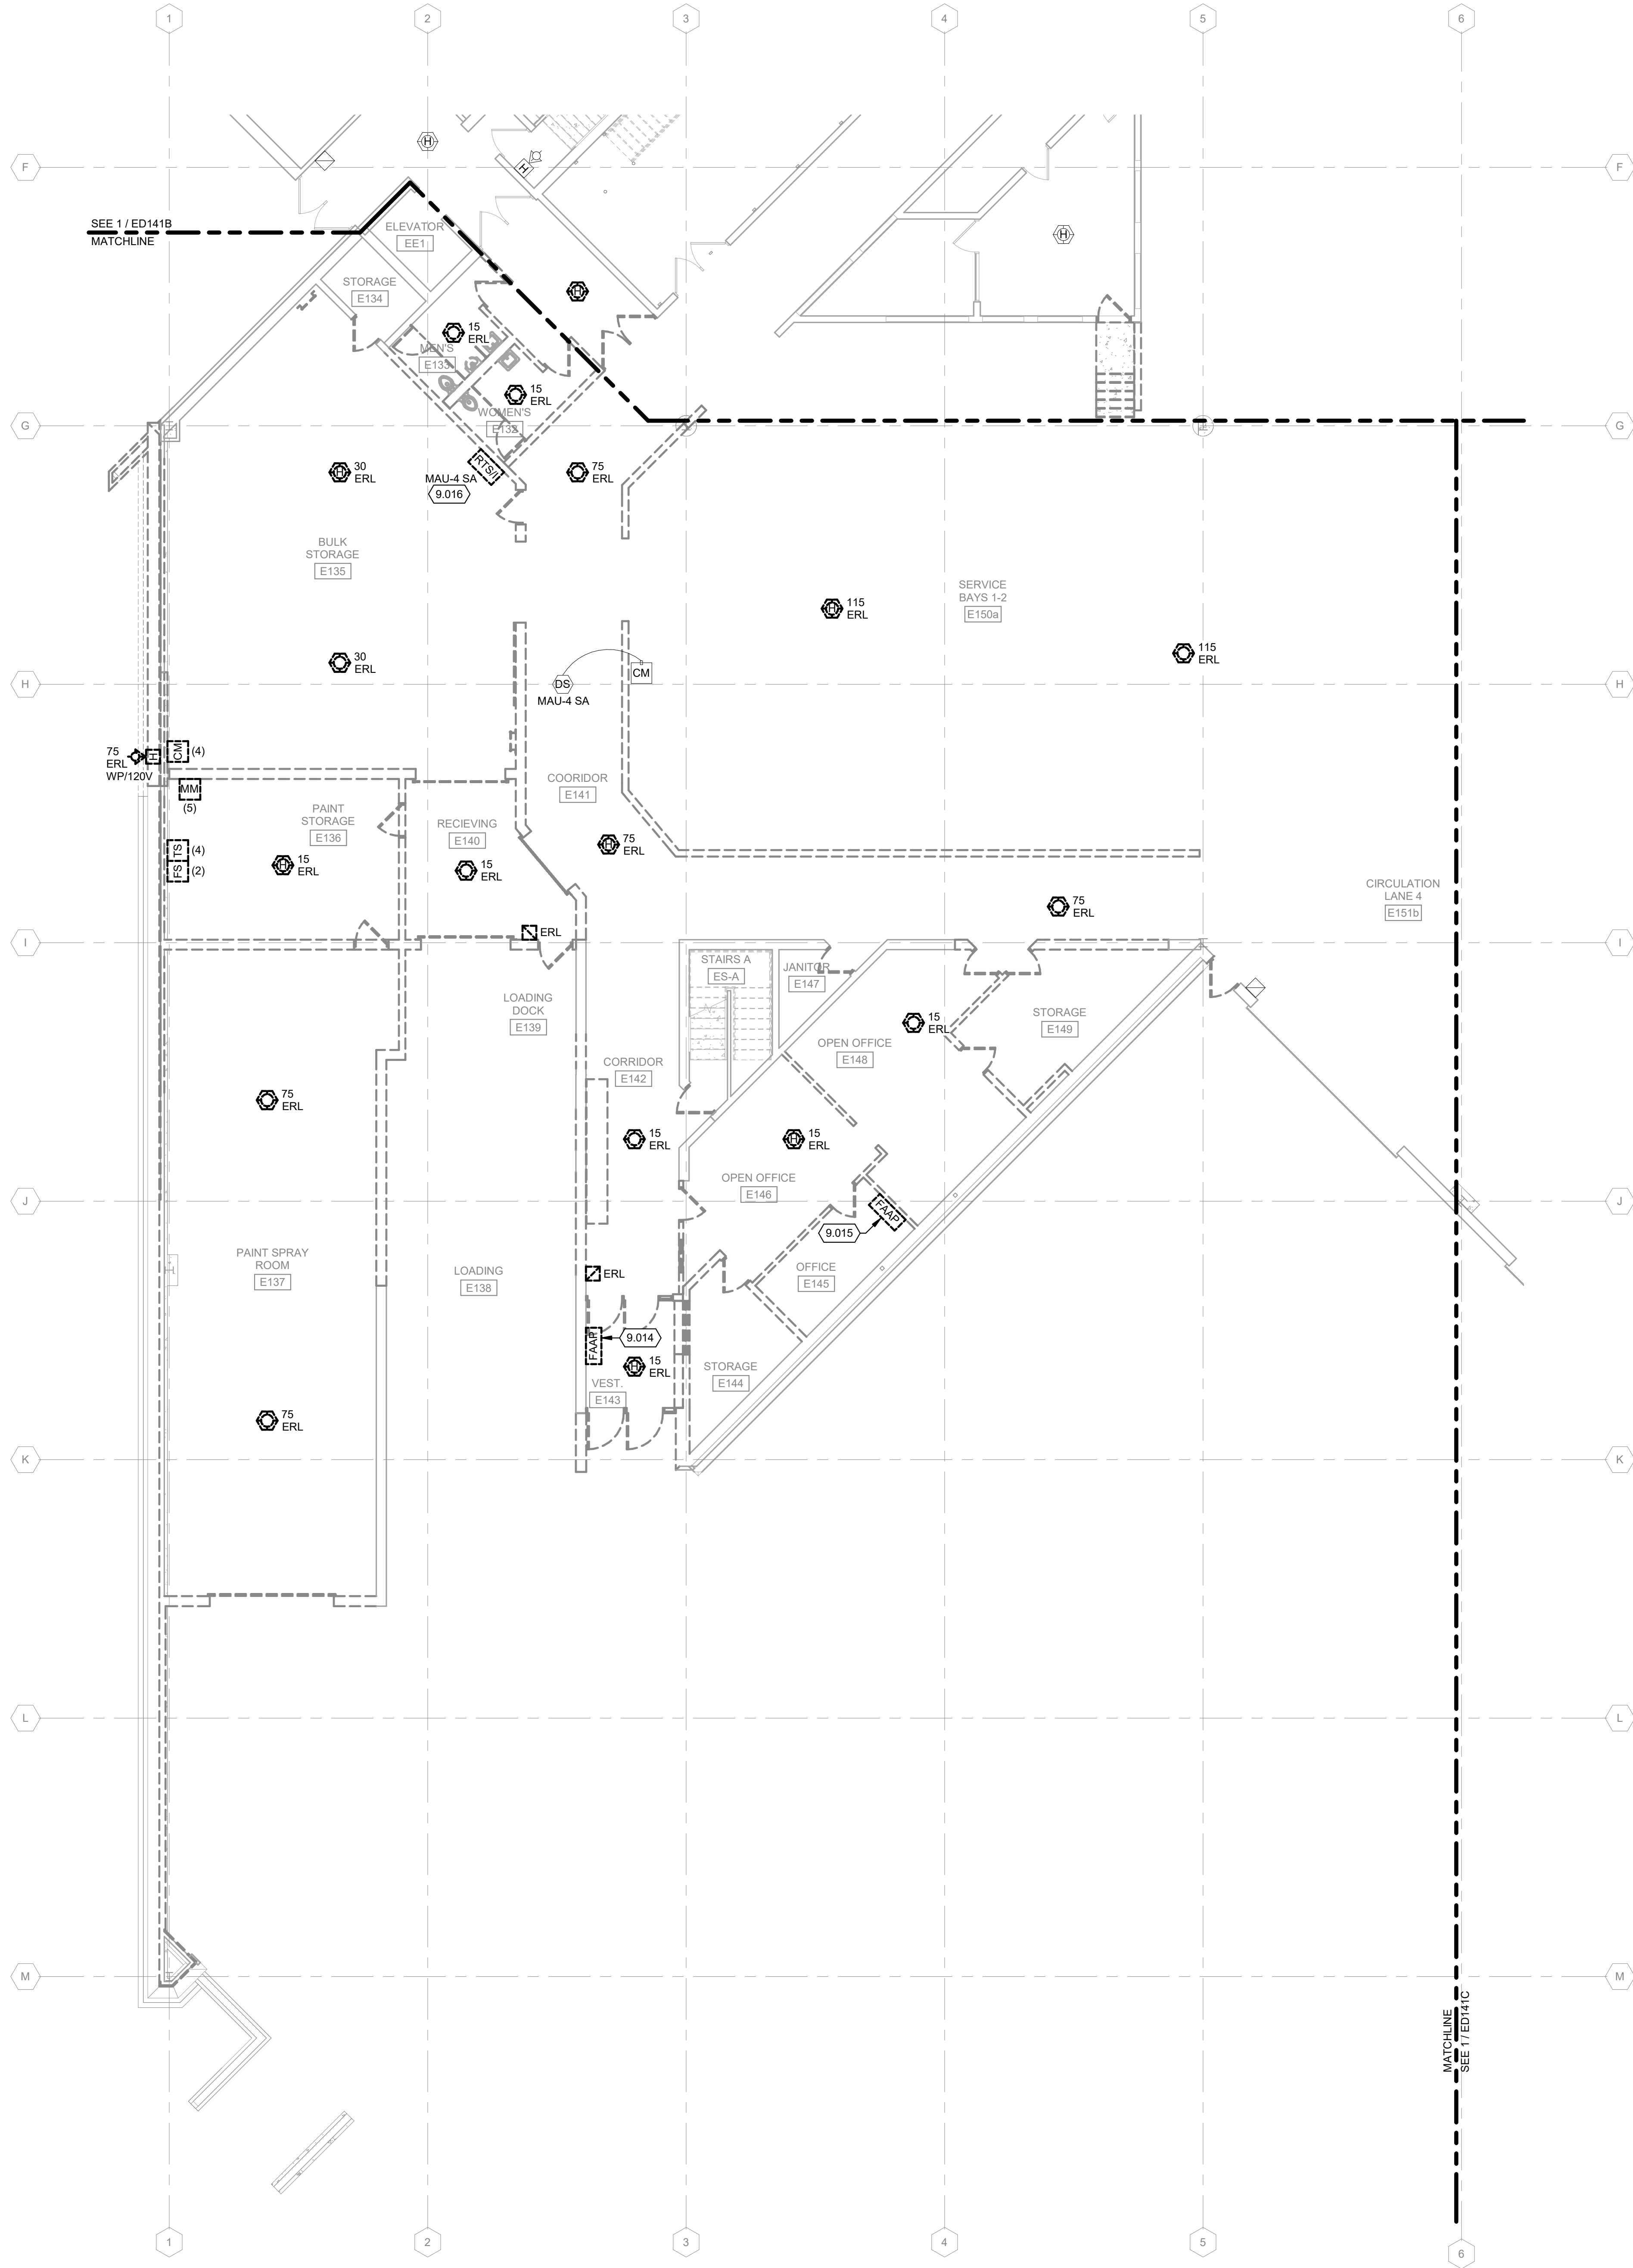 1
2
3
4
5
6
F
F
H
H
H
SEE 1 / ED141B
MATCHLINE
ELEVATOR
EE1
STORAGE
E134
H
15
ERL
MEN'S
E133
15
ERL
WOMEN'S
E132
G
G
RTS/I
MAU-4 SA
9.016
H
30
ERL
75
ERL
BULK
STORAGE
E135
SERVICE
BAYS 1-2
E150a
H
115
ERL
115
ERL
30
ERL
CM
DS
MAU-4 SA
H
H
75
ERL
WP/120V
H
CM
(4)
MM
(5)
COORIDOR
E141
PAINT
STORAGE
E136
RECIEVING
E140
H
75
ERL
TS
(4)
FS
(2)
H
15
ERL
15
ERL
CIRCULATION
LANE 4
E151b
75
ERL
ERL
I
I
STAIRS A
ES-A
JANITOR
E147
LOADING
DOCK
E139
15
ERL
STORAGE
E149
OPEN OFFICE
E148
CORRIDOR
E142
75
ERL
15
ERL
H
15
ERL
OPEN OFFICE
E146
J
J
FAAP
9.015
PAINT SPRAY
ROOM
E137
LOADING
E138
ERL
OFFICE
E145
FAAP
9.014
H
15
ERL
STORAGE
E144
VEST.
E143
75
ERL
K
K
L
L
M
M
MATCHLINE
SEE 1 / ED141C
1
2
3
4
5
6